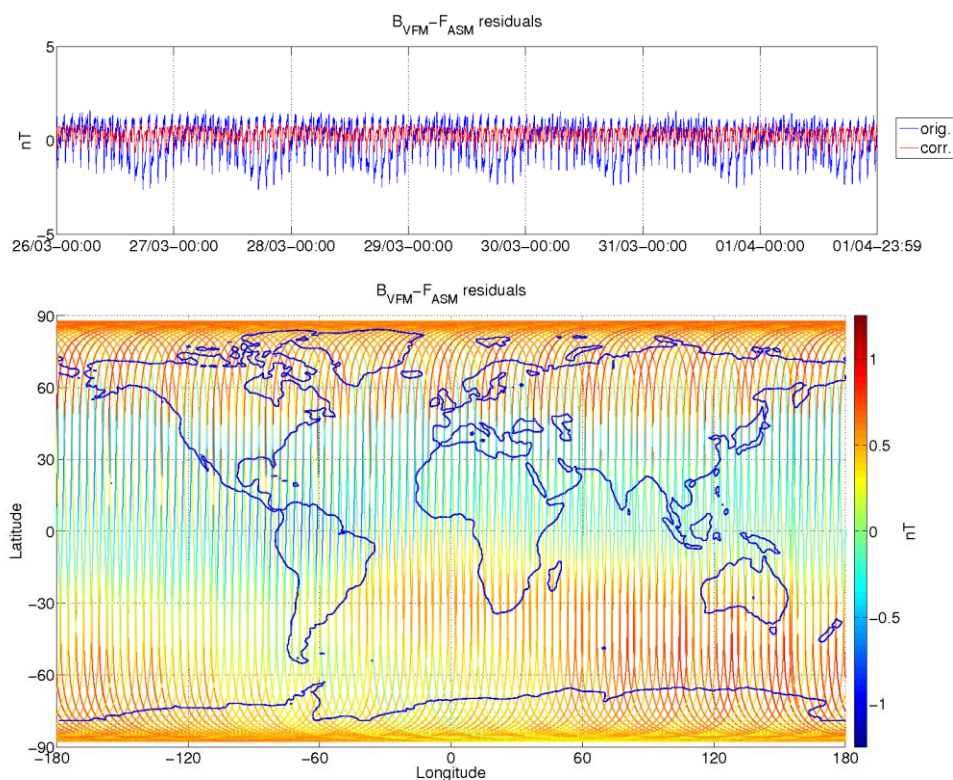 B_VFM−F_ASM residuals
5
0
−5
nT
orig.
corr.
26/03−00:00 27/03−00:00 28/03−00:00 29/03−00:00 30/03−00:00 31/03−00:00 01/04−00:00 01/04−23:59
B_VFM−F_ASM residuals
90
60
30
0
−30
−60
−90
Latitude
−180 −120 −60 0 60 120 180
Longitude
1
0.5
0
−0.5
−1
nT